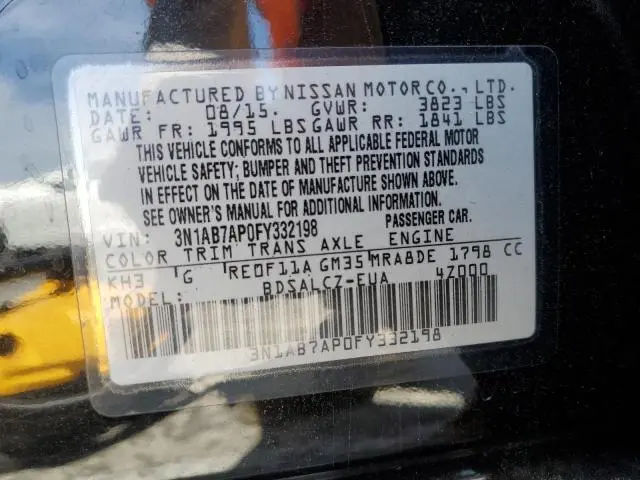 MANUFACTURED BY NISSAN MOTOR CO., LTD.
DATE: 08/15. GVWR: 3823 LBS
GAWR FR: 1995 LBS GAWR RR: 1841 LBS
THIS VEHICLE CONFORMS TO ALL APPLICABLE FEDERAL MOTOR
VEHICLE SAFETY; BUMPER AND THEFT PREVENTION STANDARDS
IN EFFECT ON THE DATE OF MANUFACTURE SHOWN ABOVE.
SEE OWNER'S MANUAL FOR ADDITIONAL INFORMATION.
VIN: 3N1AB7AP0FY332198 PASSENGER CAR.
COLOR TRIM TRANS AXLE ENGINE
KH3 G RE0F11A GM35 MRA8DE 1798 CC
MODEL: BDSALCZ-EUA 4Z000
3N1AB7AP0FY332198